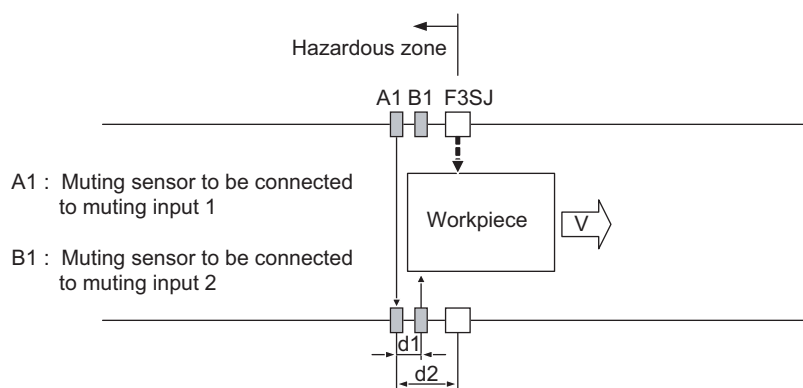 Hazardous zone
A1 B1 F3SJ
A1 : Muting sensor to be connected
to muting input 1
Workpiece
V
B1 : Muting sensor to be connected
to muting input 2
d1
d2